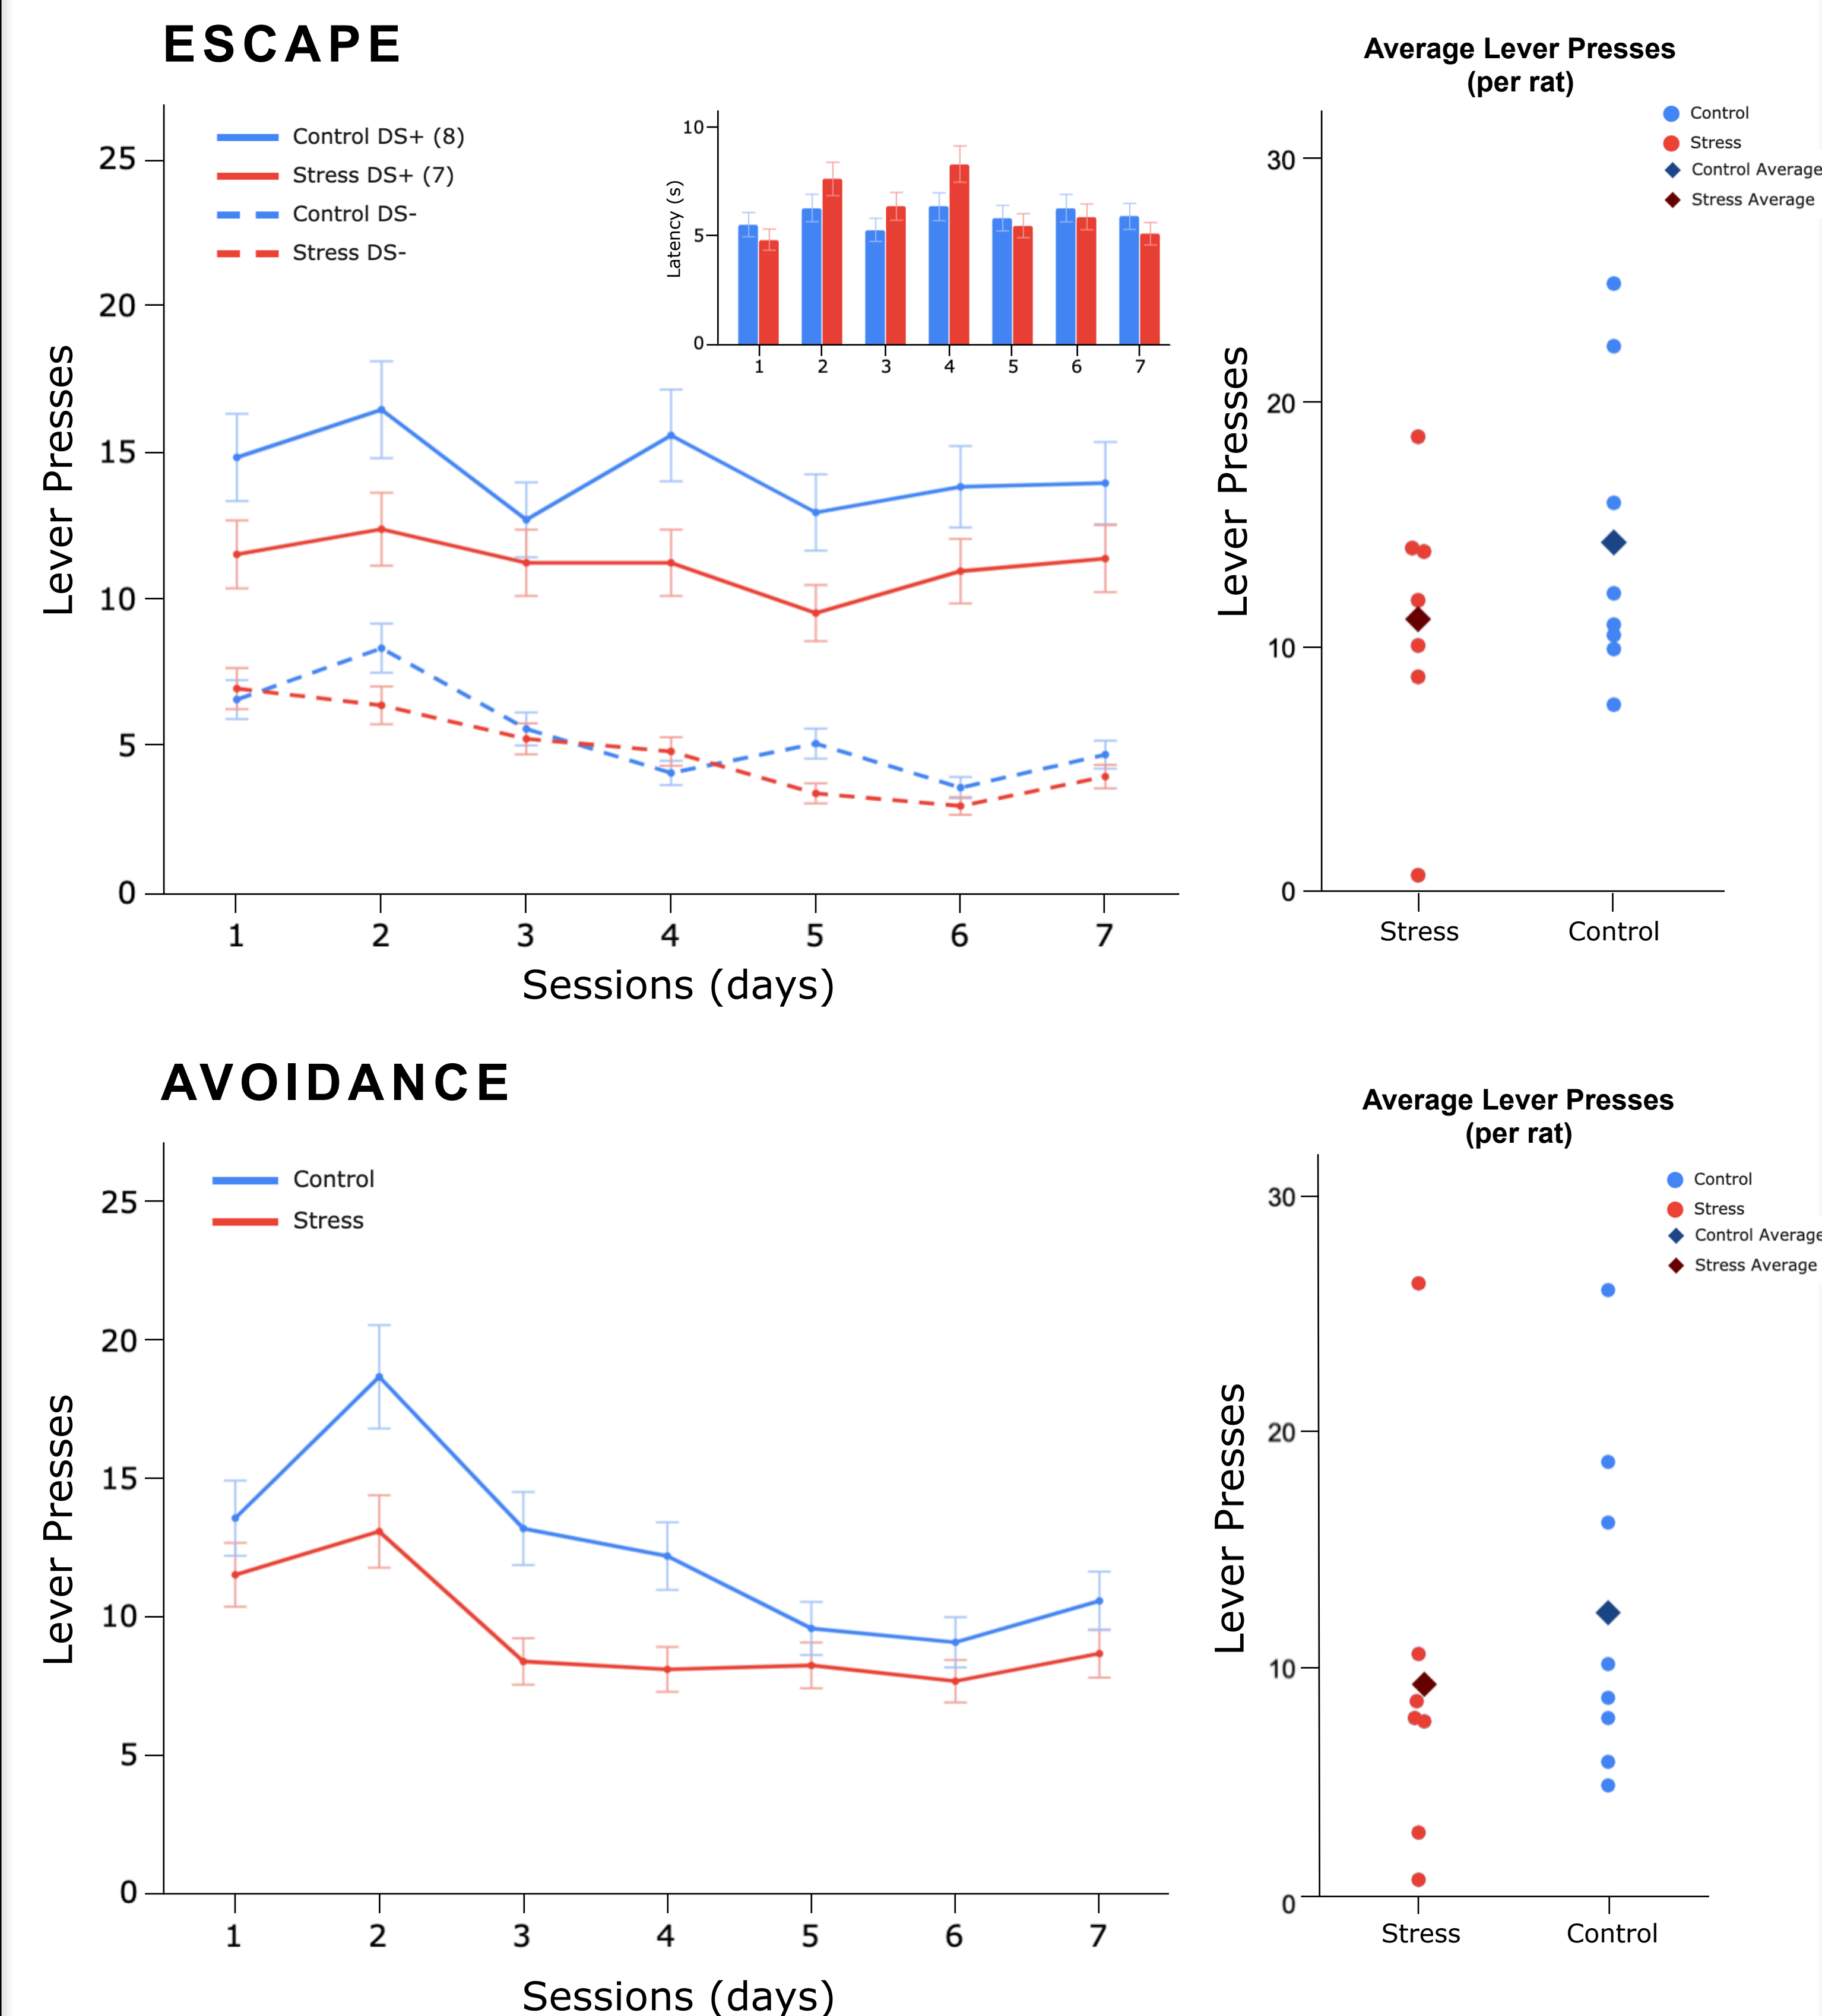 ESCAPE
Average Lever Presses
(per rat)
Control DS+ (8)
Stress DS+ (7)
Control DS-
Stress DS-
25
20
15
10
5
0
Lever Presses
1
2
3
4
5
6
7
Sessions (days)
10
5
0
Latency (s)
1
2
3
4
5
6
7
Control
Stress
Control Average
Stress Average
30
20
10
0
Lever Presses
Stress
Control
AVOIDANCE
Average Lever Presses
(per rat)
Control
Stress
25
20
15
10
5
0
Lever Presses
1
2
3
4
5
6
7
Sessions (days)
Control
Stress
Control Average
Stress Average
30
20
10
0
Lever Presses
Stress
Control